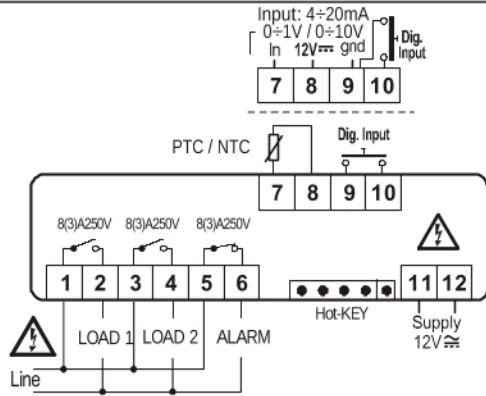 Input: 4÷20mA
0÷1V / 0÷10V
Dig. Input
In 12V⎓ gnd
7 8 9 10
PTC / NTC
Dig. Input
7 8 9 10
8(3)A250V 8(3)A250V 8(3)A250V
1 2 3 4 5 6
11 12
Hot-KEY
LOAD 1 LOAD 2 ALARM
Supply
12V≂
Line